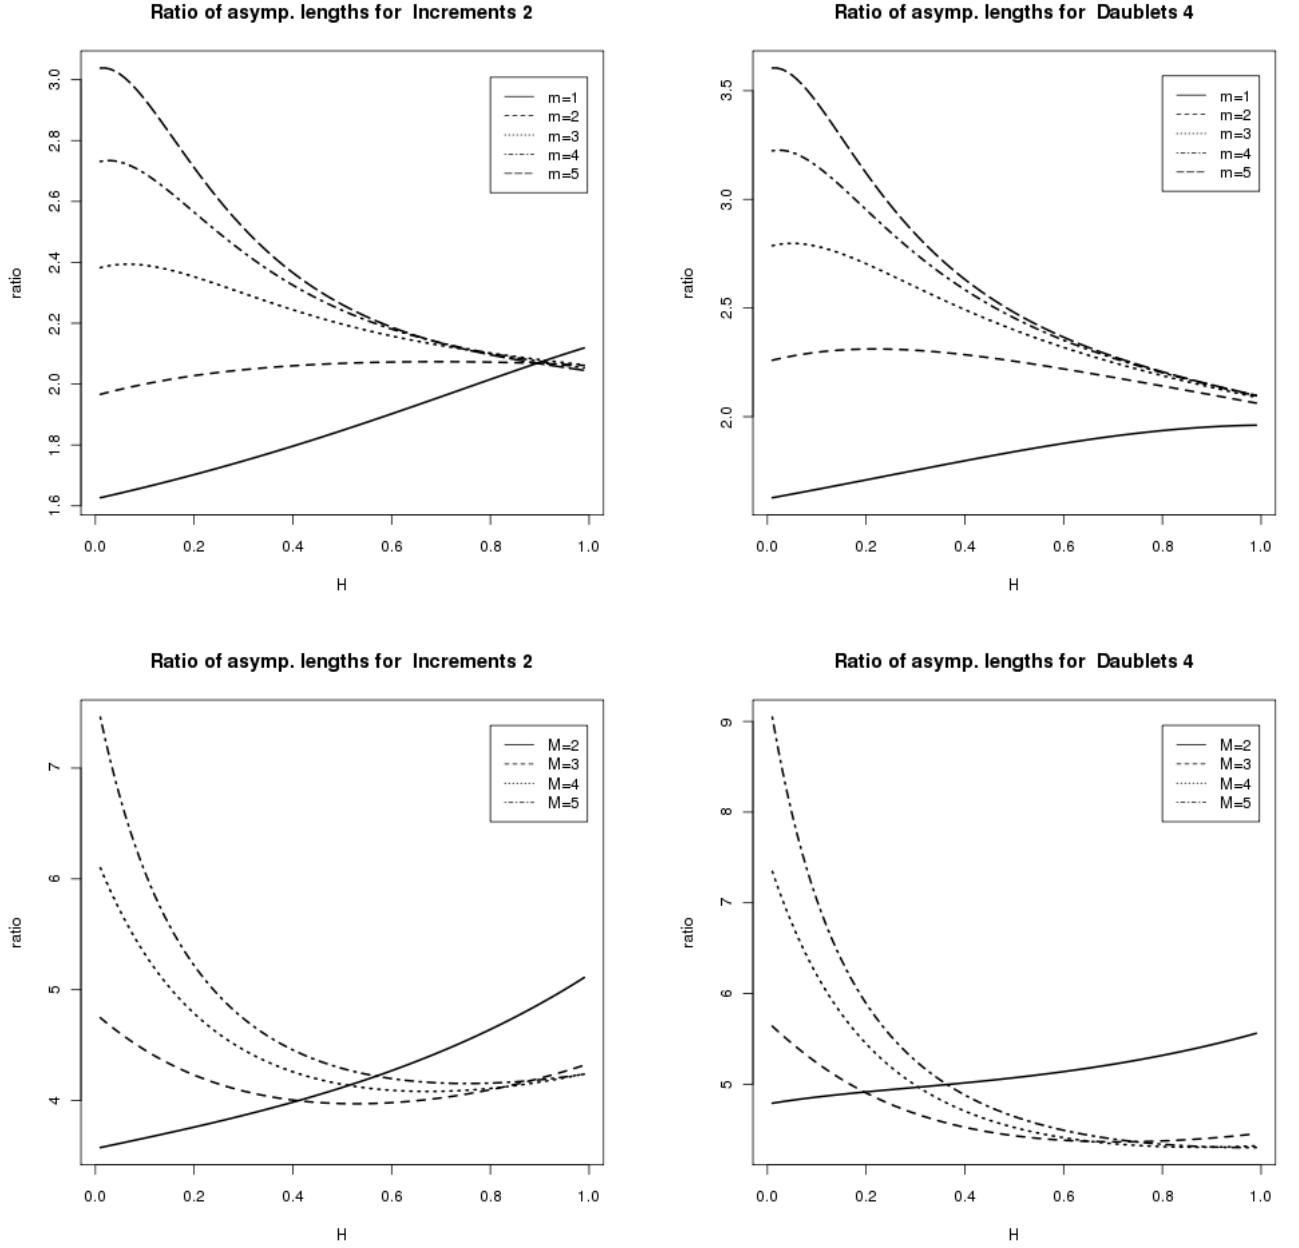 Ratio of asymp. lengths for Increments 2
ratio
3.0
2.8
2.6
2.4
2.2
2.0
1.8
1.6
m=1
m=2
m=3
m=4
m=5
0.0 0.2 0.4 0.6 0.8 1.0
H
Ratio of asymp. lengths for Daublets 4
ratio
3.5
3.0
2.5
2.0
m=1
m=2
m=3
m=4
m=5
0.0 0.2 0.4 0.6 0.8 1.0
H
Ratio of asymp. lengths for Increments 2
ratio
7
6
5
4
M=2
M=3
M=4
M=5
0.0 0.2 0.4 0.6 0.8 1.0
H
Ratio of asymp. lengths for Daublets 4
ratio
9
8
7
6
5
M=2
M=3
M=4
M=5
0.0 0.2 0.4 0.6 0.8 1.0
H